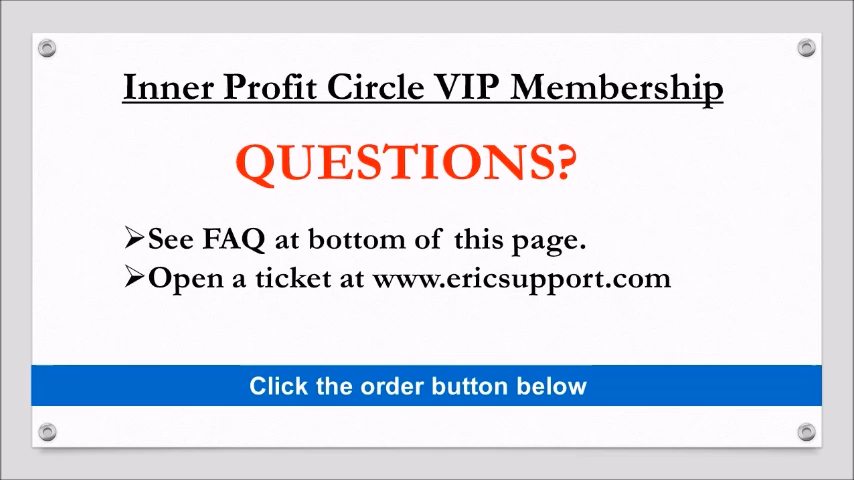 Inner Profit Circle VIP Membership
QUESTIONS?
➢See FAQ at bottom of this page.
➢Open a ticket at www.ericsupport.com
Click the order button below